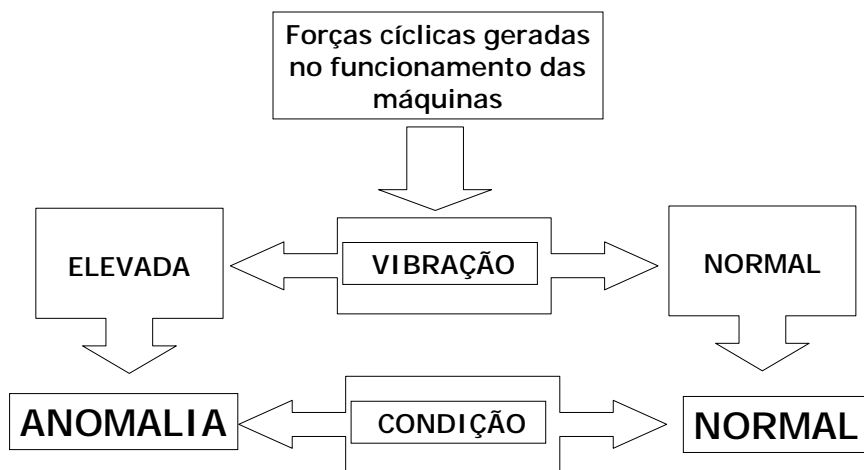 Forças cíclicas geradas
no funcionamento das
máquinas
ELEVADA
VIBRAÇÃO
NORMAL
ANOMALIA
CONDIÇÃO
NORMAL